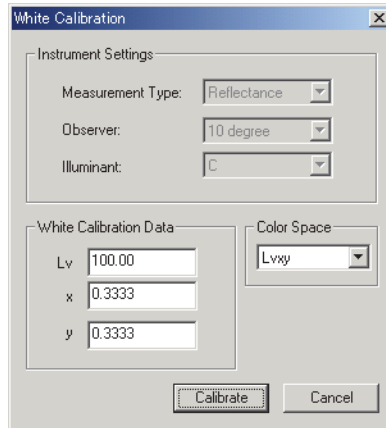 White Calibration
Instrument Settings
Measurement Type: Reflectance
Observer: 10 degree
Illuminant: C
White Calibration Data
Color Space
Lv 100.00
Lvxy
x 0.3333
y 0.3333
Calibrate Cancel